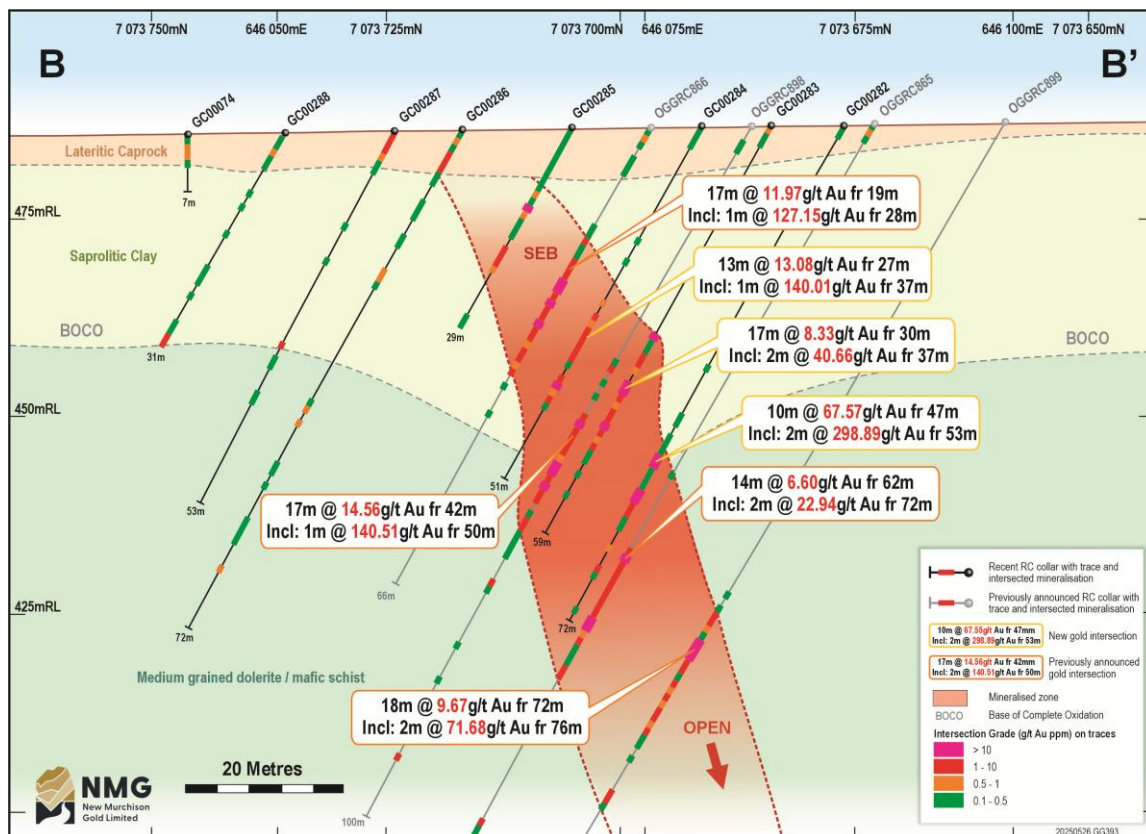 7 073 750mN
646 050mE
7 073 725mN
7 073 700mN
646 075mE
7 073 675mN
646 100mE
7 073 650mN
B
B'
GC00074
GC00288
GC00287
GC00286
GC00285
OGGRC866
GC00284
OGGRC898
GC00283
GC00282
OGGRC865
OGGRC899
Lateritic Caprock
7m
475mRL
17m @ 11.97g/t Au fr 19m
Incl: 1m @ 127.15g/t Au fr 28m
SEB
Saprolitic Clay
13m @ 13.08g/t Au fr 27m
Incl: 1m @ 140.01g/t Au fr 37m
BOCO
29m
17m @ 8.33g/t Au fr 30m
Incl: 2m @ 40.66g/t Au fr 37m
BOCO
31m
450mRL
10m @ 67.57g/t Au fr 47m
Incl: 2m @ 298.89g/t Au fr 53m
51m
14m @ 6.60g/t Au fr 62m
Incl: 2m @ 22.94g/t Au fr 72m
53m
17m @ 14.56g/t Au fr 42m
Incl: 1m @ 140.51g/t Au fr 50m
59m
66m
425mRL
72m
72m
Medium grained dolerite / mafic schist
18m @ 9.67g/t Au fr 72m
Incl: 2m @ 71.68g/t Au fr 76m
OPEN
20 Metres
100m
NMG
New Murchison
Gold Limited
Recent RC collar with trace and
intersected mineralisation
Previously announced RC collar with
trace and intersected mineralisation
10m @ 67.55g/t Au fr 47mm
Incl: 2m @ 298.89g/t Au fr 53m
New gold intersection
17m @ 14.56g/t Au fr 42mm
Incl: 2m @ 140.51g/t Au fr 50m
Previously announced
gold intersection
Mineralised zone
BOCO
Base of Complete Oxidation
Intersection Grade (g/t Au ppm) on traces
> 10
1 - 10
0.5 - 1
0.1 - 0.5
20250526 GG393